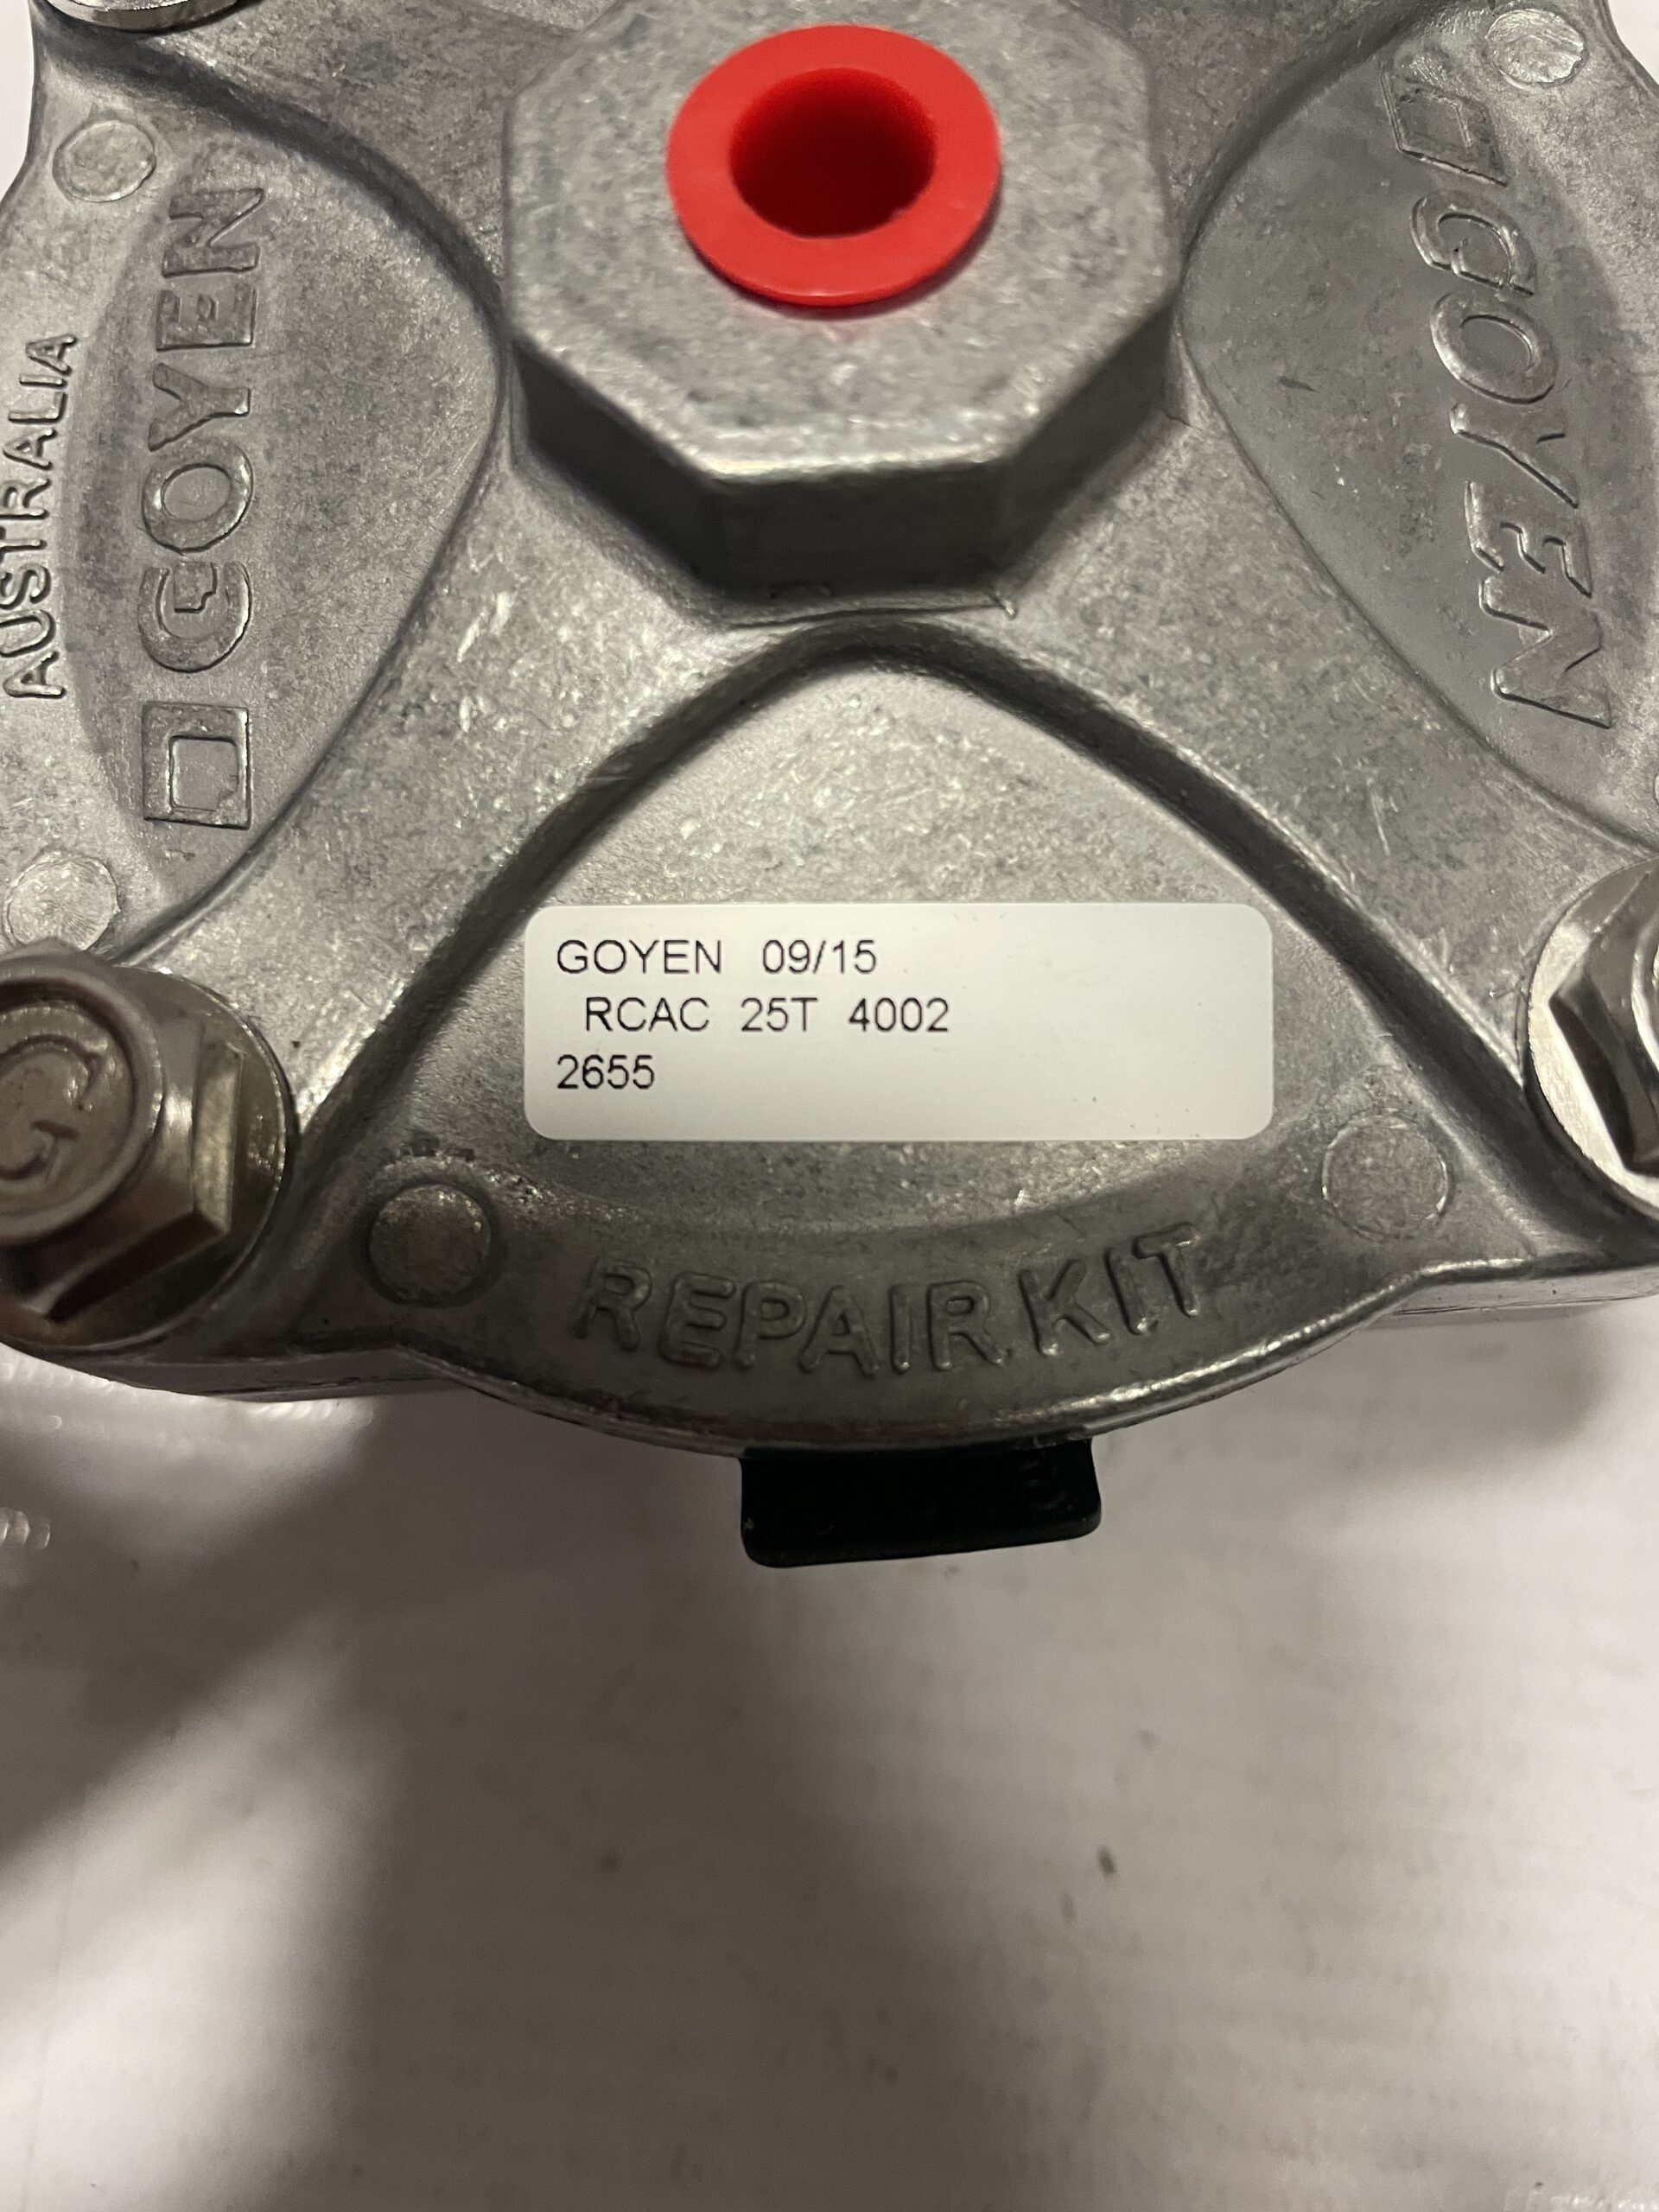 GOYEN
AUSTRALIA
GOYEN
GOYEN 09/15
RCAC 25T 4002
2655
REPAIR KIT
G